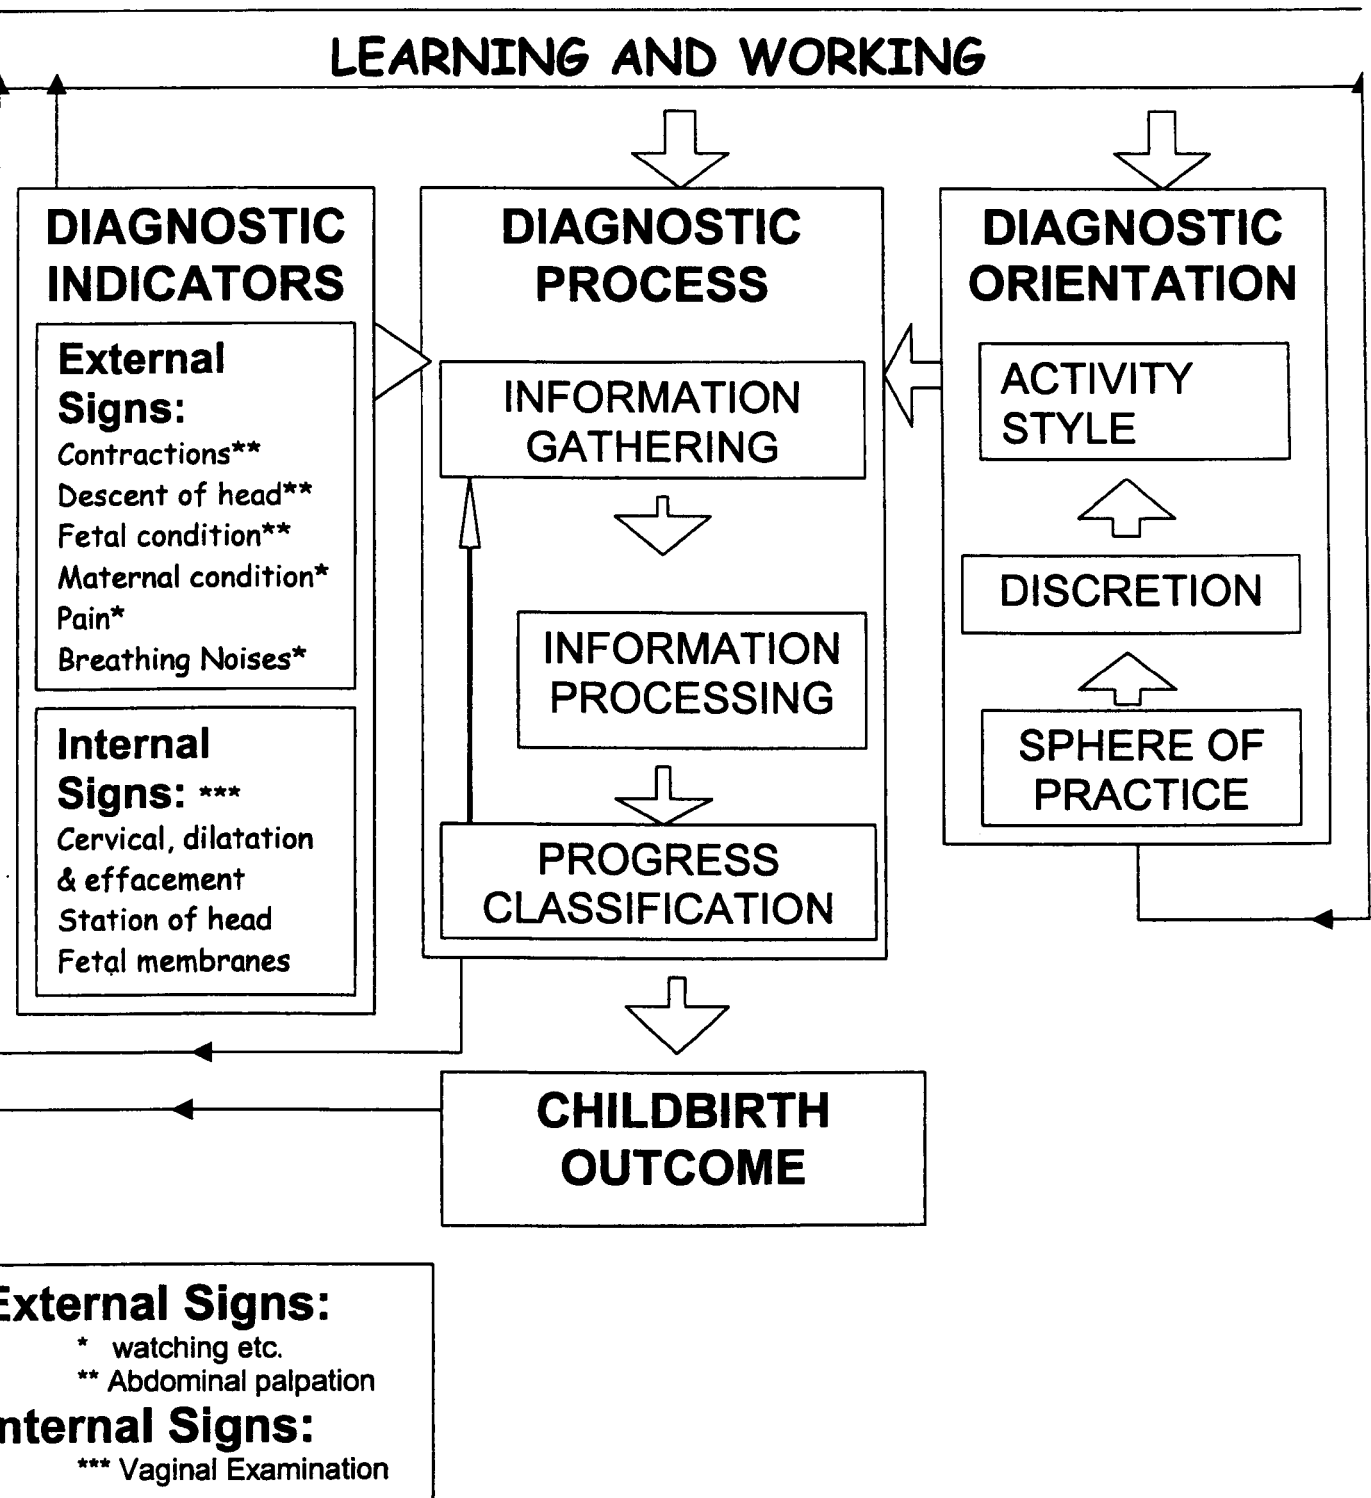 LEARNING AND WORKING
DIAGNOSTIC
INDICATORS
External
Signs:
Contractions**
Descent of head**
Fetal condition**
Maternal condition*
Pain*
Breathing Noises*
Internal
Signs: ***
Cervical, dilatation
& effacement
Station of head
Fetal membranes
DIAGNOSTIC
PROCESS
INFORMATION
GATHERING
INFORMATION
PROCESSING
PROGRESS
CLASSIFICATION
DIAGNOSTIC
ORIENTATION
ACTIVITY
STYLE
DISCRETION
SPHERE OF
PRACTICE
CHILDBIRTH
OUTCOME
External Signs:
* watching etc.
** Abdominal palpation
nternal Signs:
*** Vaginal Examination